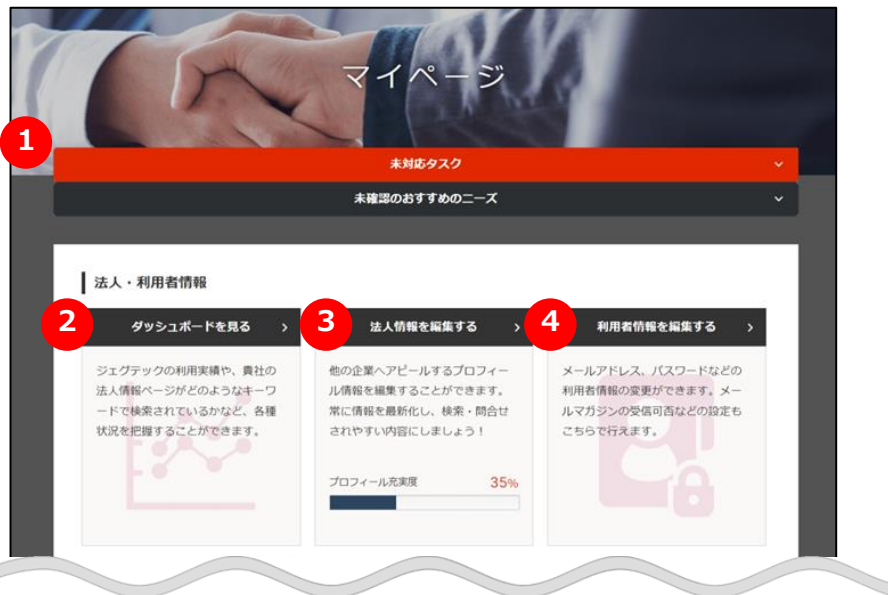 マイページ
1
未対応タスク
未確認のおすすめのニーズ
法人・利用者情報
2
ダッシュボードを見る
ジェグテックの利用実績や、貴社の
法人情報ページがどのようなキーワ
ードで検索されているかなど、各種
状況を把握することができます。
3
法人情報を編集する
他の企業へアピールするプロフィー
ル情報を編集することができます。
常に情報を最新化し、検索・問合せ
されやすい内容にしましょう！
プロフィール充実度 35%
4
利用者情報を編集する
メールアドレス、パスワードなどの
利用者情報の変更ができます。メー
ルマガジンの受信可否などの設定も
こちらで行えます。